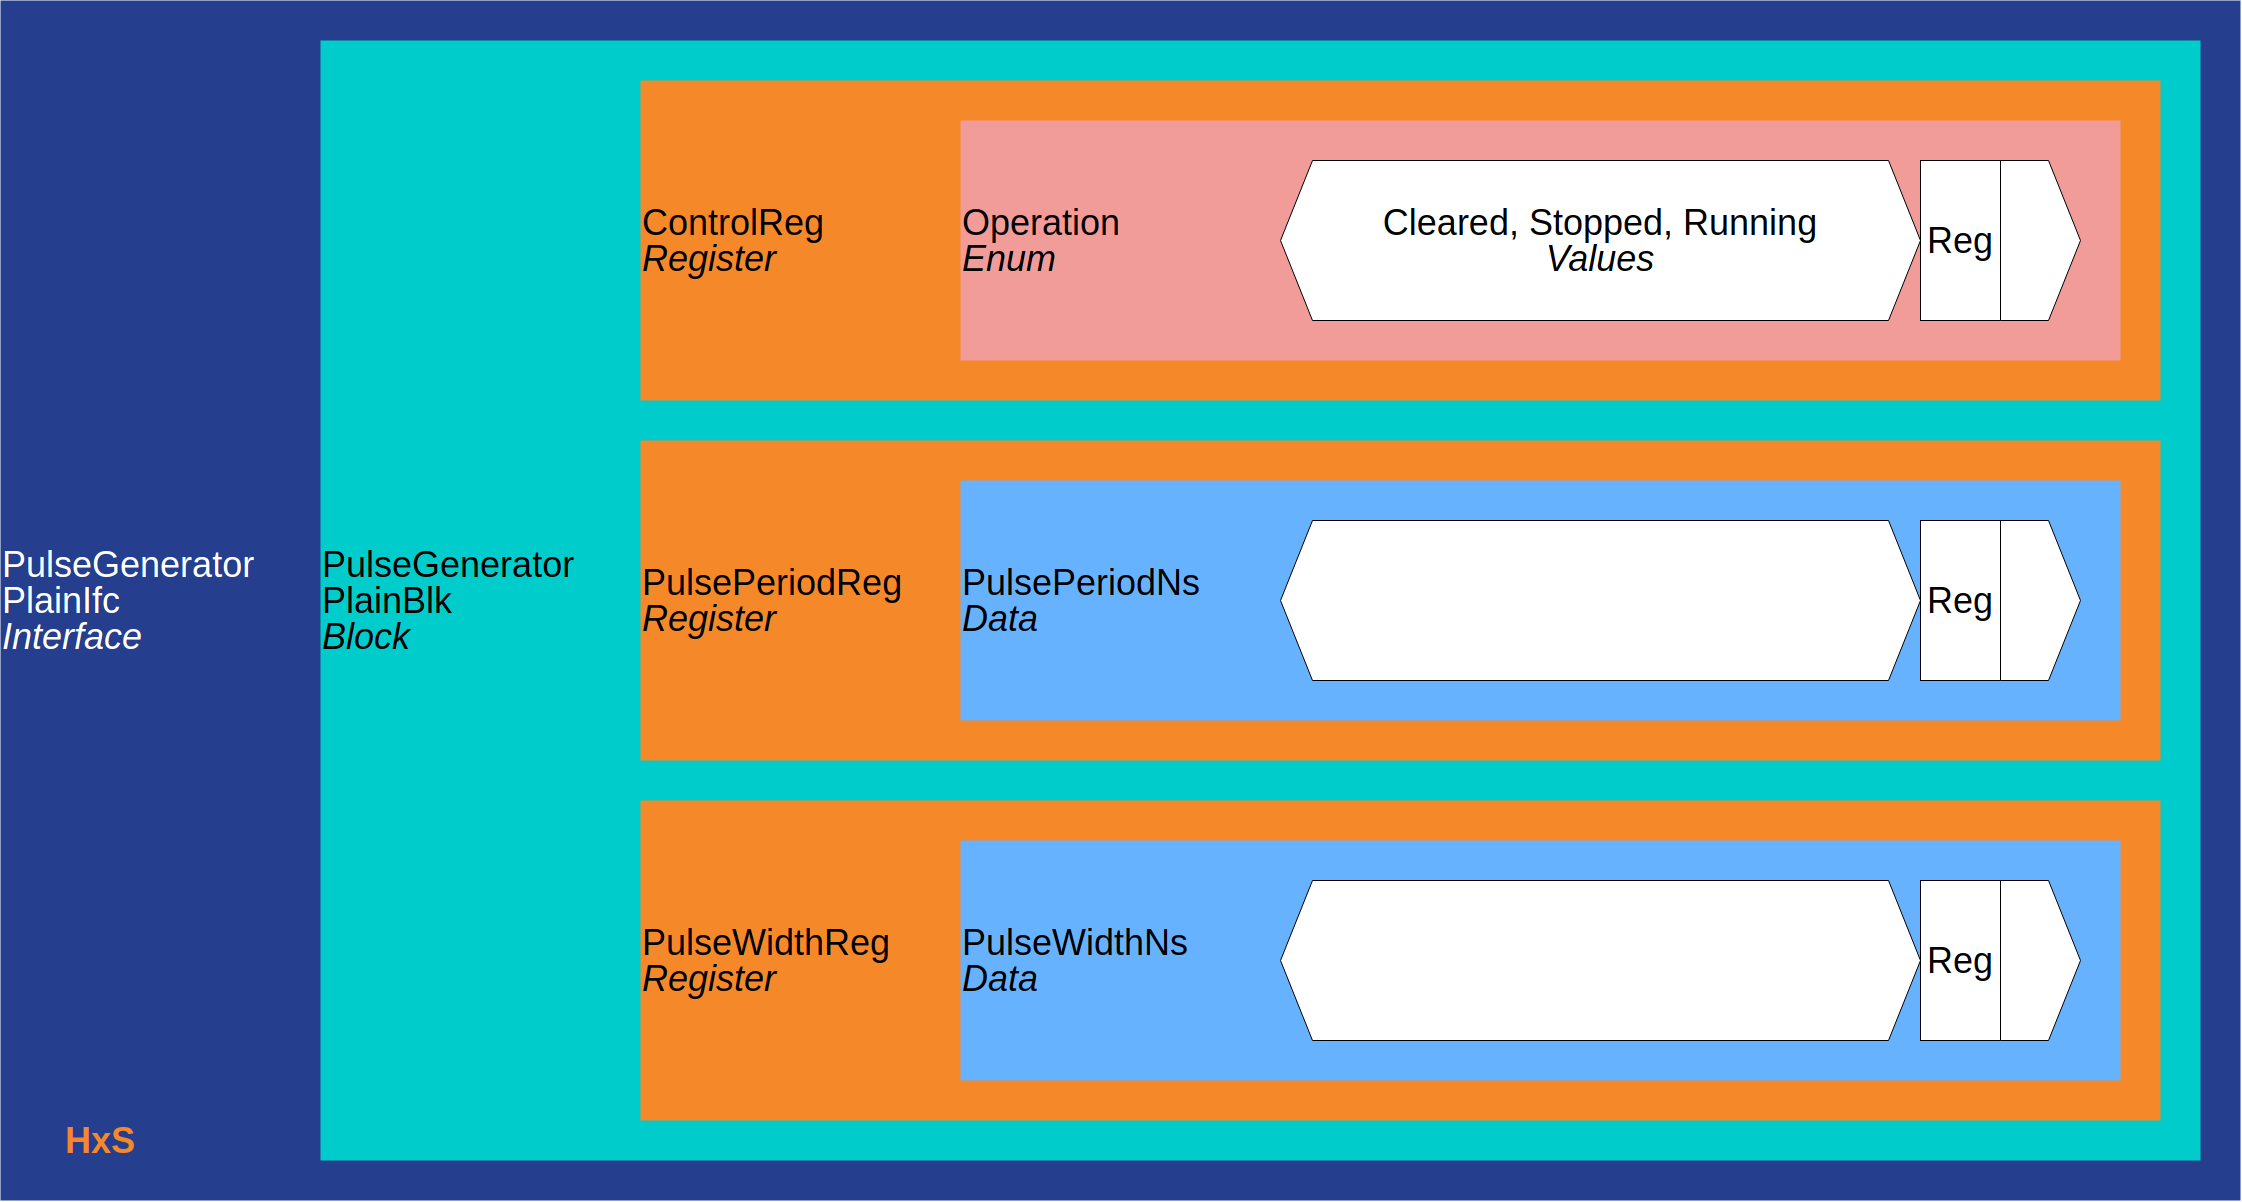 PulseGenerator
PlainIfc
Interface
PulseGenerator
PlainBlk
Block
ControlReg
Register
Operation
Enum
Cleared, Stopped, Running
Values
Reg
PulsePeriodReg
Register
PulsePeriodNs
Data
Reg
PulseWidthReg
Register
PulseWidthNs
Data
Reg
HxS